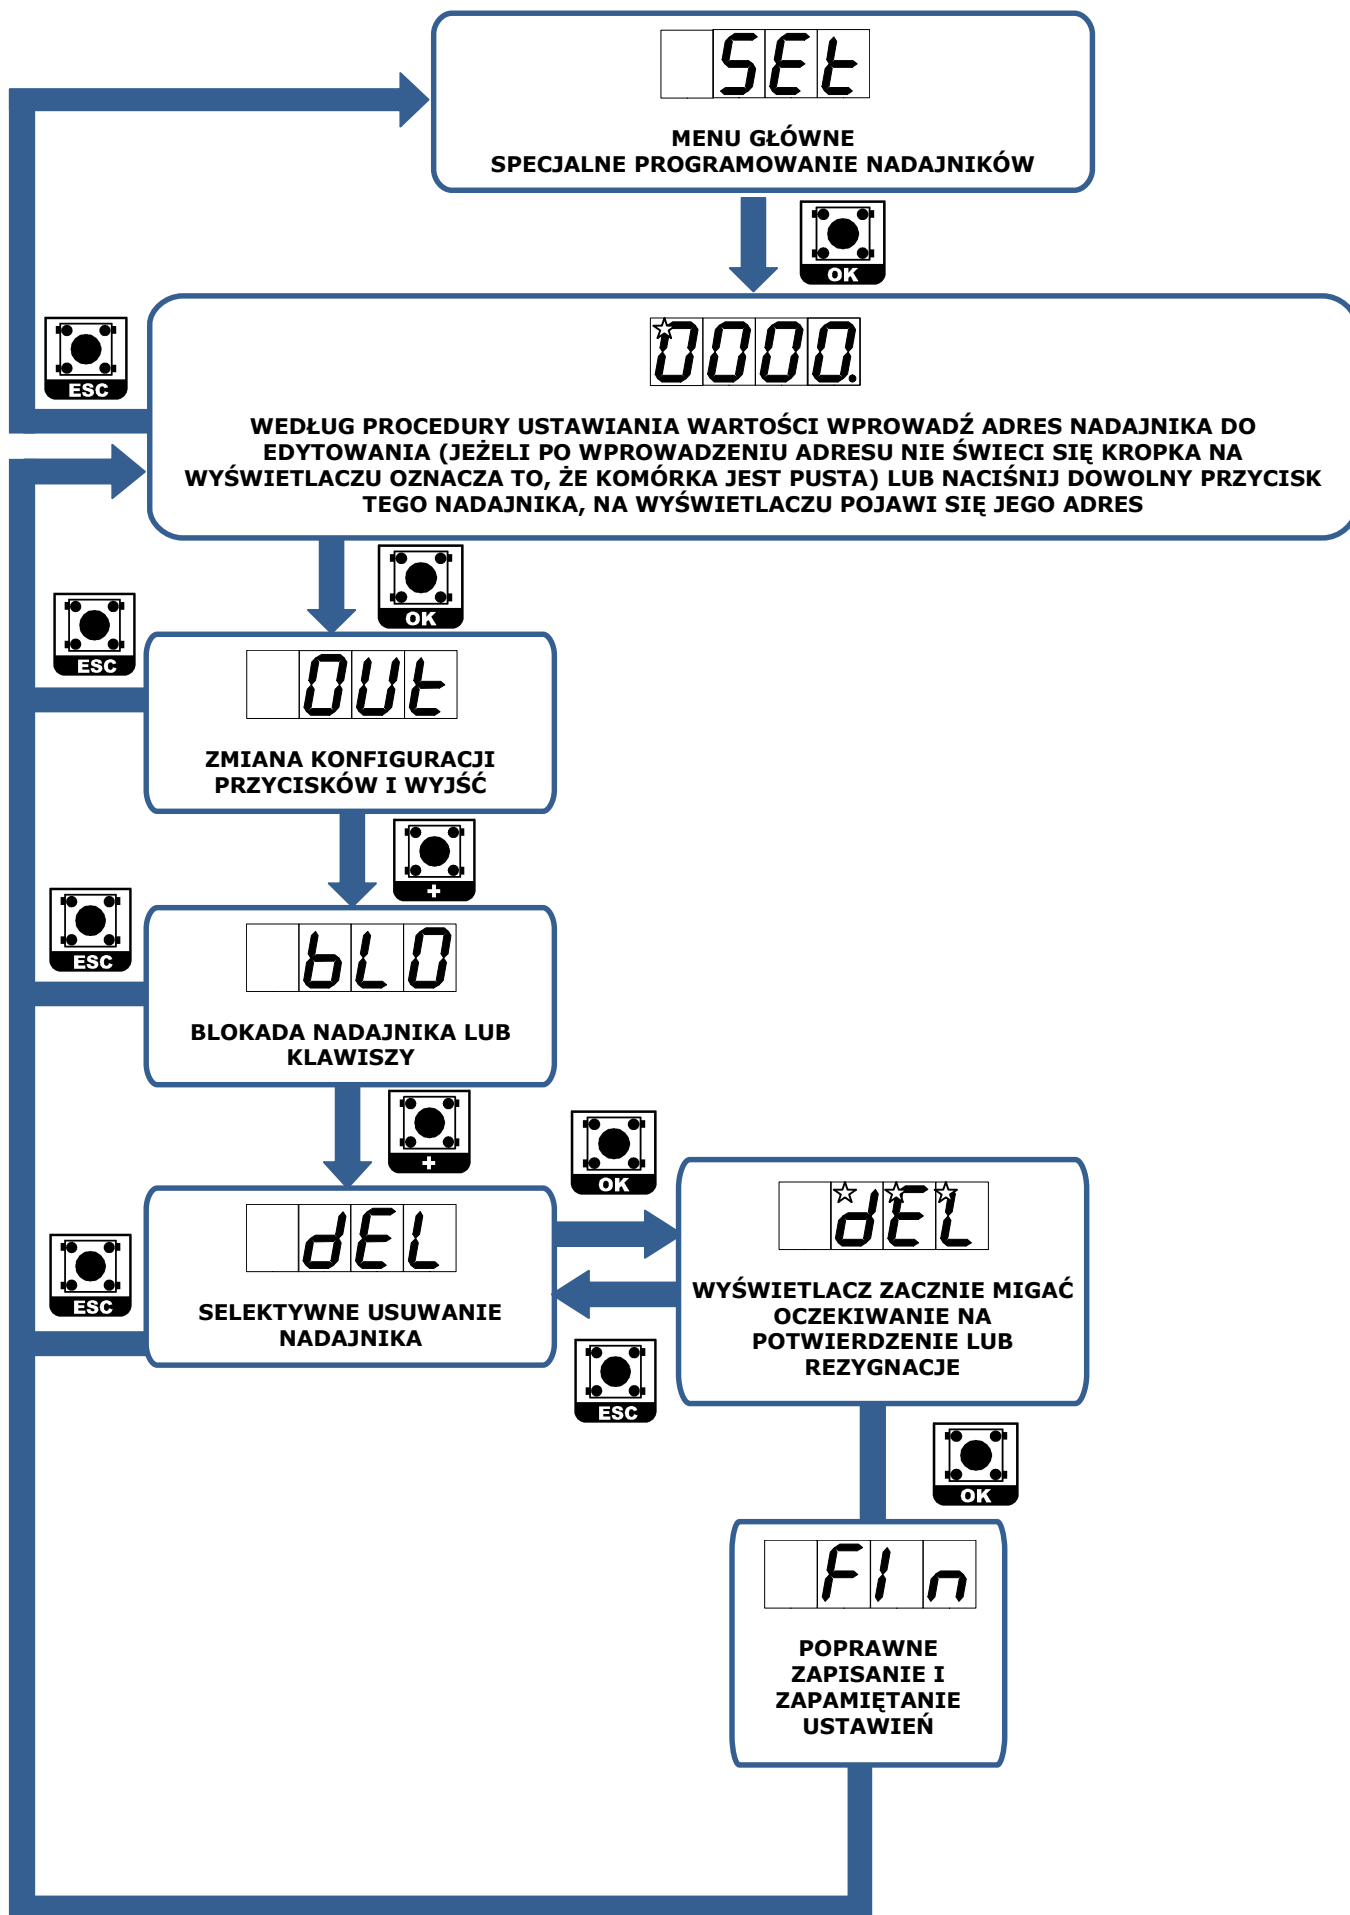 SEt
MENU GŁÓWNE
SPECJALNE PROGRAMOWANIE NADAJNIKÓW
OK
0000.
ESC
WEDŁUG PROCEDURY USTAWIANIA WARTOŚCI WPROWADŹ ADRES NADAJNIKA DO
EDYTOWANIA (JEŻELI PO WPROWADZENIU ADRESU NIE ŚWIECI SIĘ KROPKA NA
WYŚWIETLACZU OZNACZA TO, ŻE KOMÓRKA JEST PUSTA) LUB NACIŚNIJ DOWOLNY PRZYCISK
TEGO NADAJNIKA, NA WYŚWIETLACZU POJAWI SIĘ JEGO ADRES
OK
ESC
OUt
ZMIANA KONFIGURACJI
PRZYCISKÓW I WYJŚĆ
+
ESC
bLO
BLOKADA NADAJNIKA LUB
KLAWISZY
+
OK
ESC
dEL
SELEKTYWNE USUWANIE
NADAJNIKA
dEL
WYŚWIETLACZ ZACZNIE MIGAĆ
OCZEKIWANIE NA
POTWIERDZENIE LUB
REZYGNACJE
ESC
OK
FIn
POPRAWNE
ZAPISANIE I
ZAPAMIĘTANIE
USTAWIEŃ